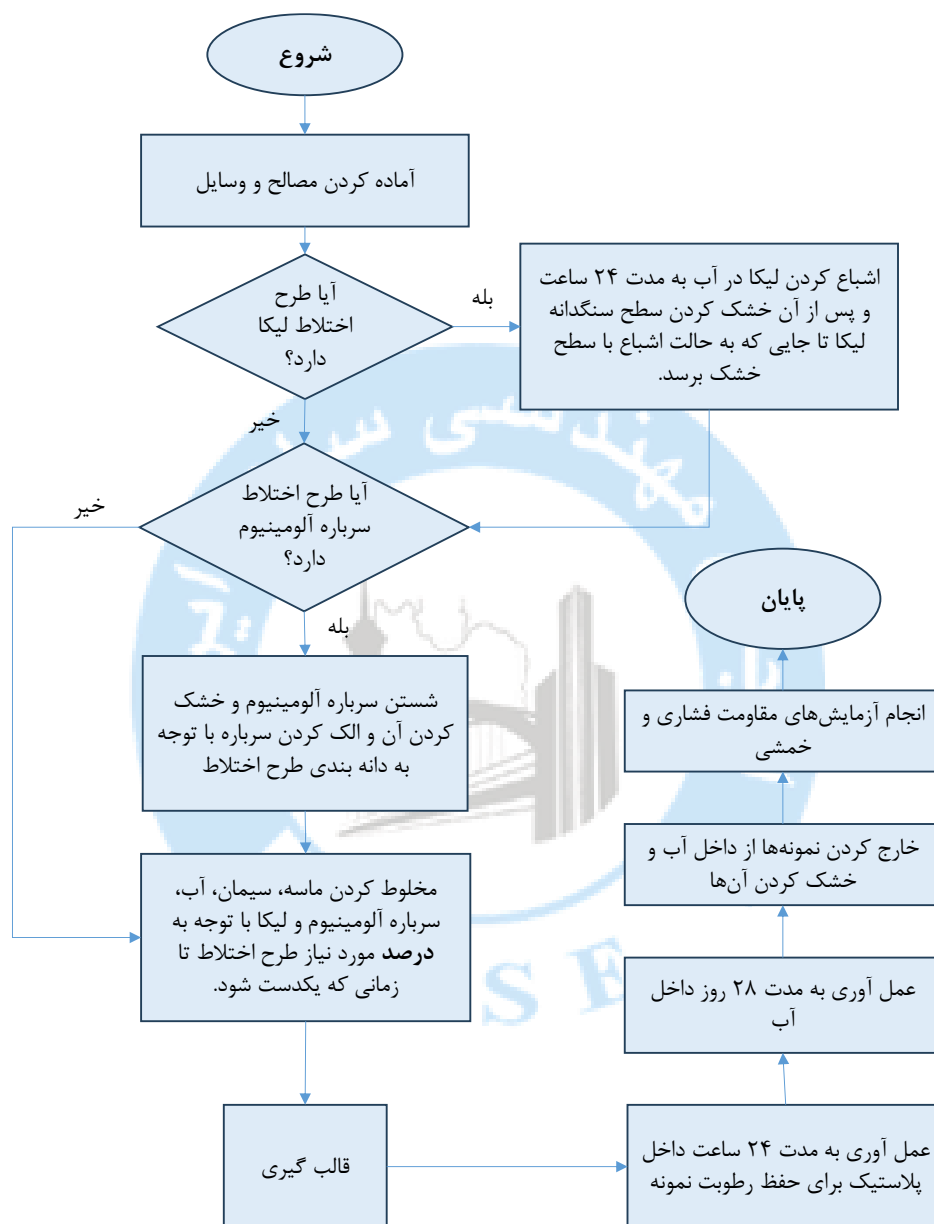 شروع
آماده کردن مصالح و وسایل
آیا طرح
اختلاط لیکا
دارد؟
بله
اشباع کردن لیکا در آب به مدت ۲۴ ساعت
و پس از آن خشک کردن سطح سنگدانه
لیکا تا جایی که به حالت اشباع با سطح
خشک برسد.
خیر
آیا طرح اختلاط
سرباره آلومینیوم
دارد؟
خیر
بله
شستن سرباره آلومینیوم و خشک
کردن آن و الک کردن سرباره با توجه
به دانه بندی طرح اختلاط
مخلوط کردن ماسه، سیمان، آب،
سرباره آلومینیوم و لیکا با توجه به
درصد مورد نیاز طرح اختلاط تا
زمانی که یکدست شود.
قالب گیری
عمل آوری به مدت ۲۴ ساعت داخل
پلاستیک برای حفظ رطوبت نمونه
عمل آوری به مدت ۲۸ روز داخل
آب
خارج کردن نمونه‌ها از داخل آب و
خشک کردن آن‌ها
انجام آزمایش‌های مقاومت فشاری و
خمشی
پایان
مهندسی
S E